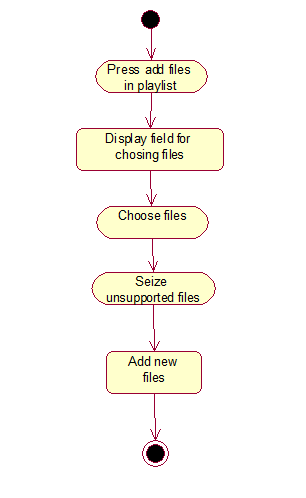 Press add files
in playlist
Display field for
chosing files
Choose files
Seize
unsupported files
Add new
files